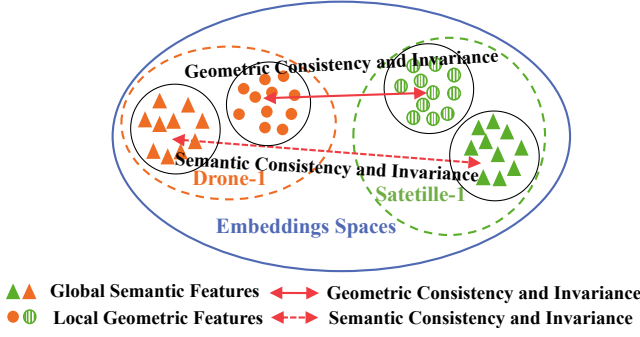 Geometric Consistency and Invariance
Semantic Consistency and Invariance
Drone-1
Satetille-1
Embeddings Spaces
Global Semantic Features
Geometric Consistency and Invariance
Local Geometric Features
Semantic Consistency and Invariance